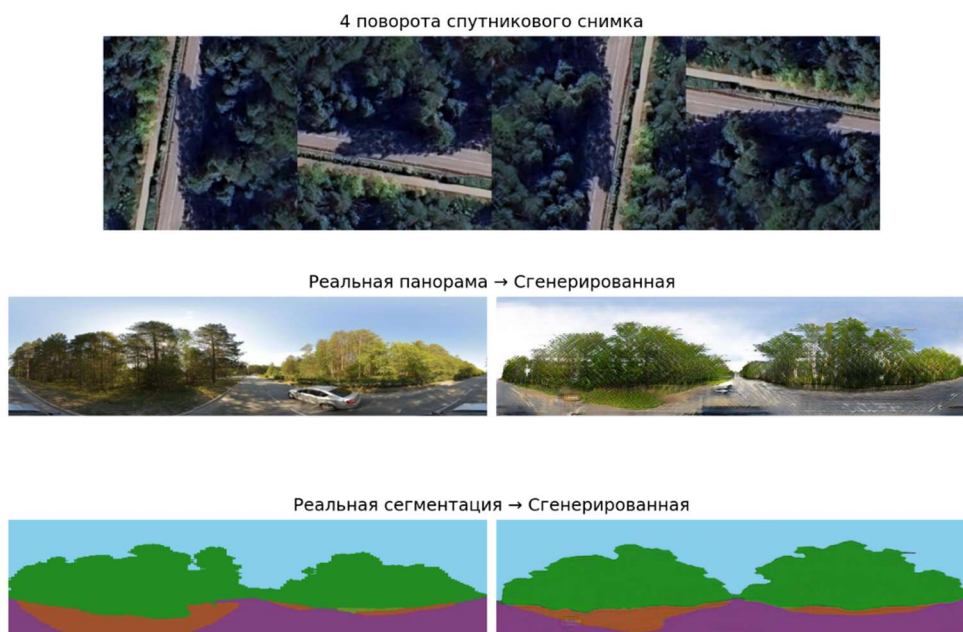 4 поворота спутникового снимка
Реальная панорама → Сгенерированная
Реальная сегментация → Сгенерированная